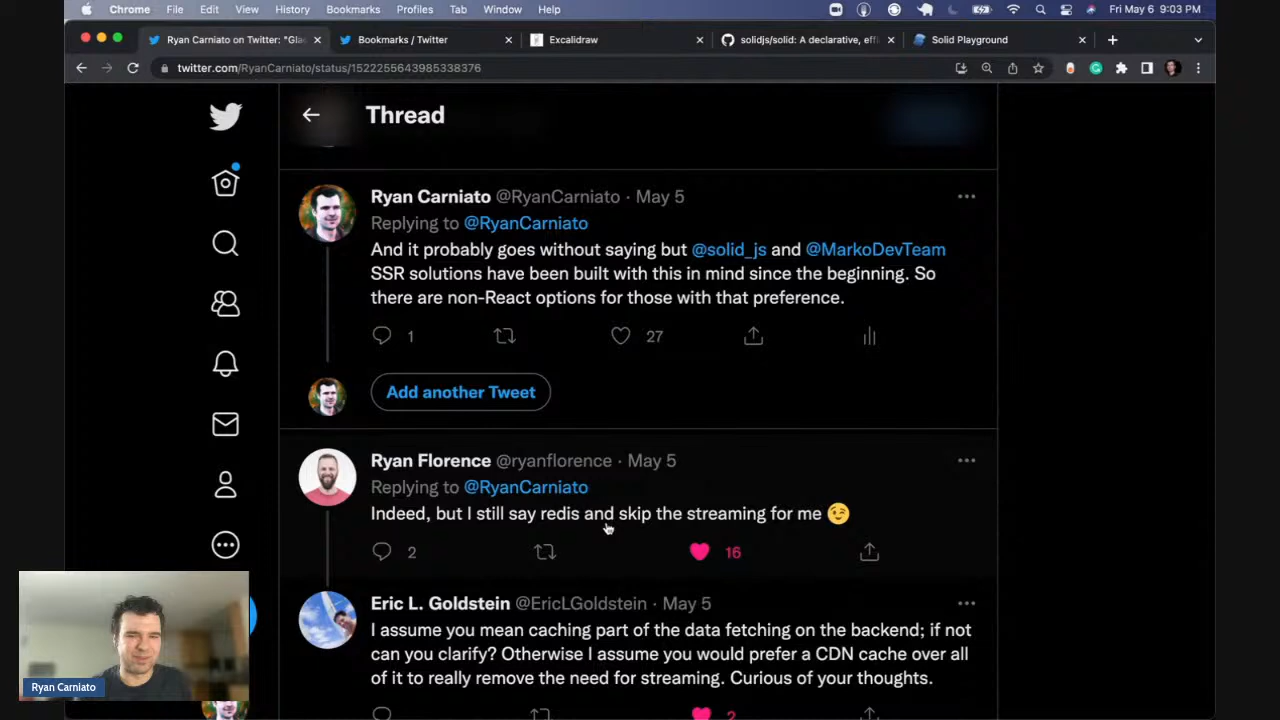 Chrome File Edit View History Bookmarks Profiles Tab Window Help Fri May 6 9:03 PM
Ryan Carniato on Twitter: "Glad Bookmarks / Twitter Excalidraw solidjs/solid: A declarative, effi Solid Playground
twitter.com/RyanCarniato/status/1522255643985338376
Thread
Ryan Carniato @RyanCarniato · May 5
Replying to @RyanCarniato
And it probably goes without saying but @solid_js and @MarkoDevTeam
SSR solutions have been built with this in mind since the beginning. So
there are non-React options for those with that preference.
1 27
Add another Tweet
Ryan Florence @ryanflorence · May 5
Replying to @RyanCarniato
Indeed, but I still say redis and skip the streaming for me 😉
2 16
Eric L. Goldstein @EricLGoldstein · May 5
I assume you mean caching part of the data fetching on the backend; if not
can you clarify? Otherwise I assume you would prefer a CDN cache over all
of it to really remove the need for streaming. Curious of your thoughts.
2
Ryan Carniato